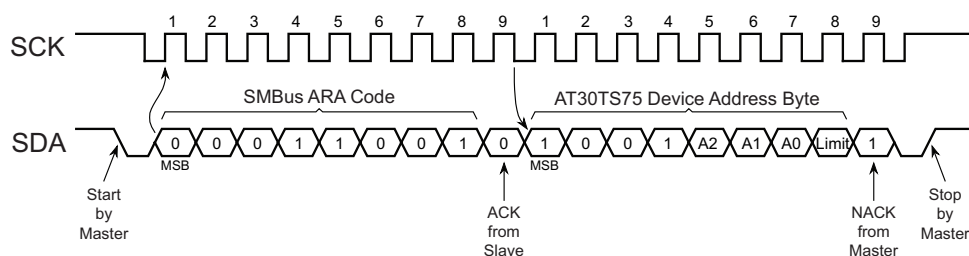 1 2 3 4 5 6 7 8 9 1 2 3 4 5 6 7 8 9
SCK
SMBus ARA Code AT30TS75 Device Address Byte
SDA 0 0 0 1 1 0 0 1 0 1 0 0 1 A2 A1 A0 Limit 1
MSB MSB
Start
by
Master
ACK
from
Slave
NACK
from
Master
Stop
by
Master